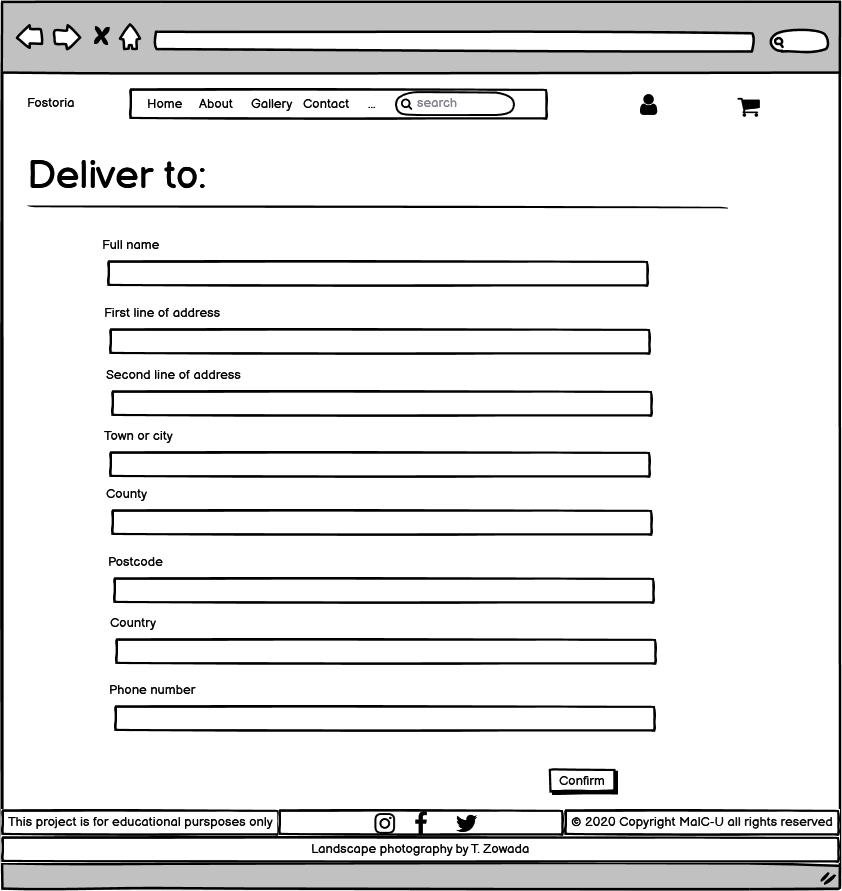 Fostoria Home About Gallery Contact ... search
Deliver to:
Full name
First line of address
Second line of address
Town or city
County
Postcode
Country
Phone number
Confirm
This project is for educational pursposes only © 2020 Copyright MalC-U all rights reserved
Landscape photography by T. Zowada